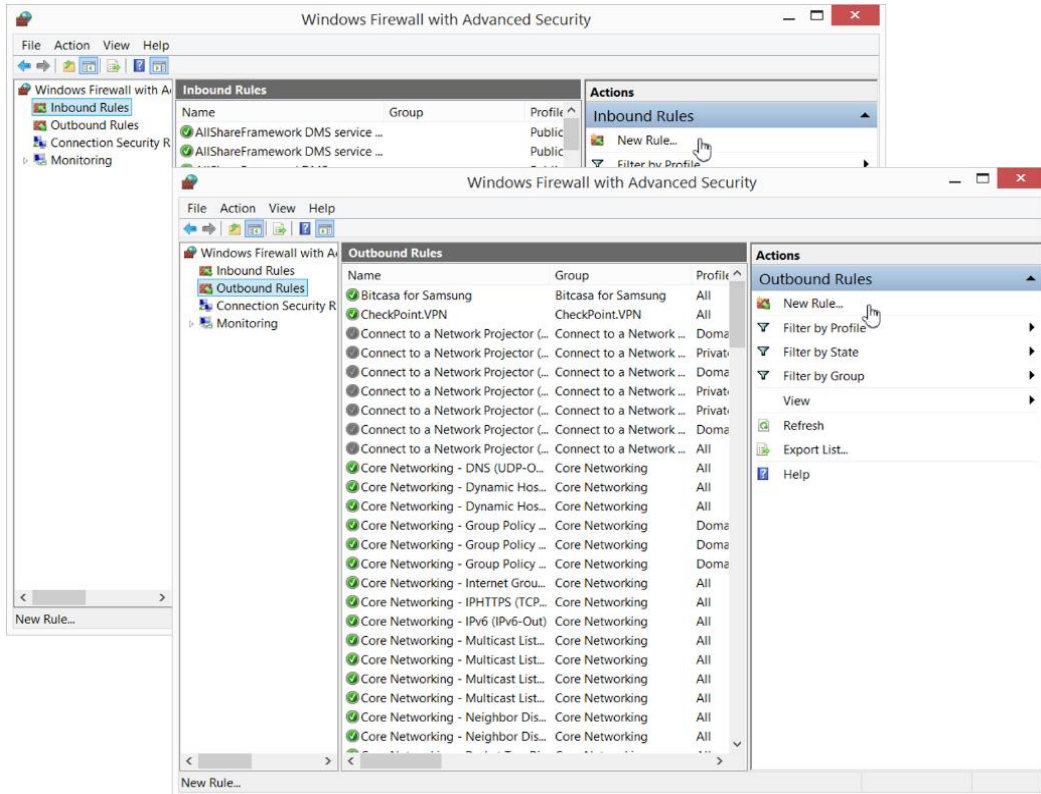 Windows Firewall with Advanced Security
File Action View Help
Windows Firewall with A
Inbound Rules
Outbound Rules
Connection Security R
Monitoring
Inbound Rules
Name Group Profile
AllShareFramework DMS service ... Public
AllShareFramework DMS service ... Public
Actions
Inbound Rules
New Rule...
Filter by Profile
New Rule...
Windows Firewall with Advanced Security
File Action View Help
Windows Firewall with A
Inbound Rules
Outbound Rules
Connection Security R
Monitoring
Outbound Rules
Name Group Profile
Bitcasa for Samsung Bitcasa for Samsung All
CheckPoint.VPN CheckPoint.VPN All
Connect to a Network Projector (... Connect to a Network ... Doma
Connect to a Network Projector (... Connect to a Network ... Privat
Connect to a Network Projector (... Connect to a Network ... Doma
Connect to a Network Projector (... Connect to a Network ... Privat
Connect to a Network Projector (... Connect to a Network ... Privat
Connect to a Network Projector (... Connect to a Network ... Doma
Connect to a Network Projector (... Connect to a Network ... All
Core Networking - DNS (UDP-O... Core Networking All
Core Networking - Dynamic Hos... Core Networking All
Core Networking - Dynamic Hos... Core Networking All
Core Networking - Group Policy ... Core Networking Doma
Core Networking - Group Policy ... Core Networking Doma
Core Networking - Group Policy ... Core Networking Doma
Core Networking - Internet Grou... Core Networking All
Core Networking - IPHTTPS (TCP... Core Networking All
Core Networking - IPv6 (IPv6-Out) Core Networking All
Core Networking - Multicast List... Core Networking All
Core Networking - Multicast List... Core Networking All
Core Networking - Multicast List... Core Networking All
Core Networking - Neighbor Dis... Core Networking All
Core Networking - Neighbor Dis... Core Networking All
Actions
Outbound Rules
New Rule...
Filter by Profile
Filter by State
Filter by Group
View
Refresh
Export List...
Help
New Rule...